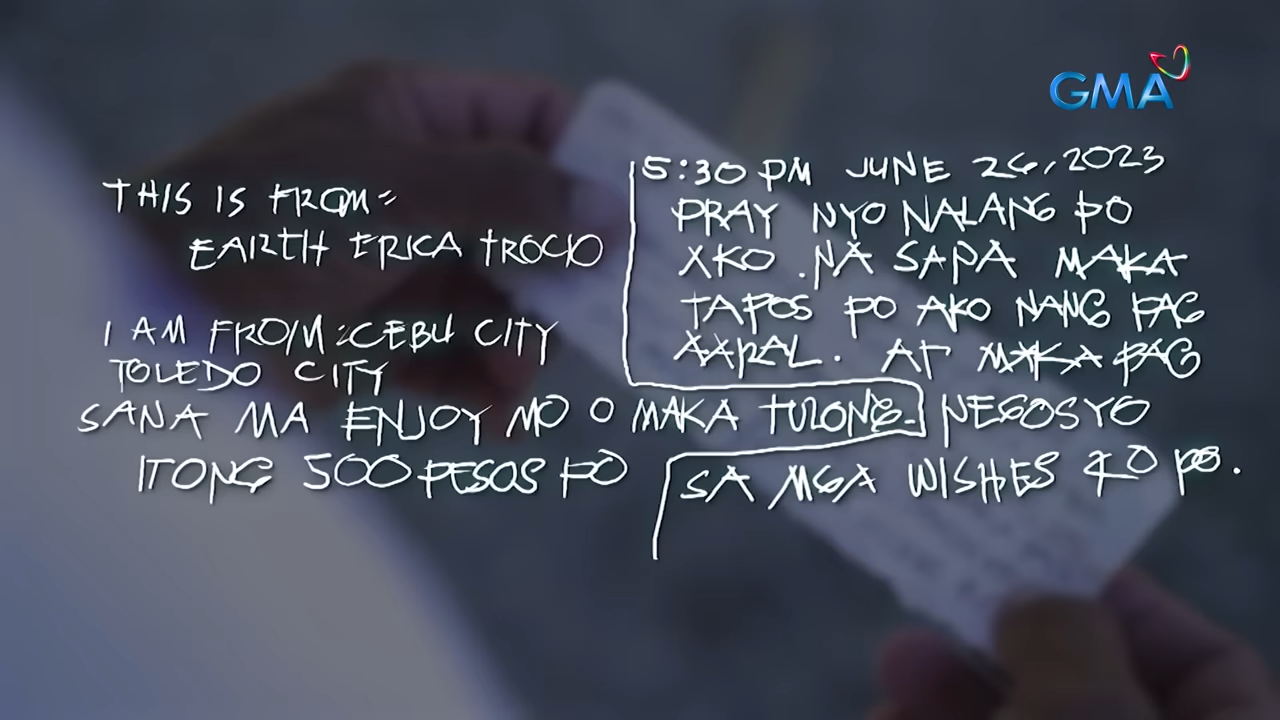 GMA
THIS IS FROM=
EARTH ERICA TROCIO
I AM FROM:CEBU CITY
TOLEDO CITY
SANA MA ENJOY MO O MAKA TULONG.
ITONG 500 PESOS PO
5:30 PM JUNE 26, 2023
PRAY NYO NALANG PO
AKO .NA SAPA MAKA
TAPOS PO AKO NANG PAG
AARAL. AT MAKA PAG
NEGOSYO
SA MGA WISHES KO PO.